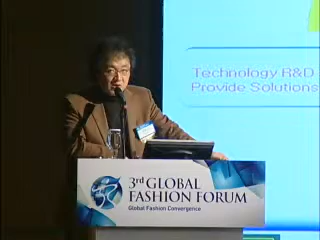 Technology R&D
Provide Solutions
3rd GLOBAL
FASHION FORUM
Global Fashion Convergence